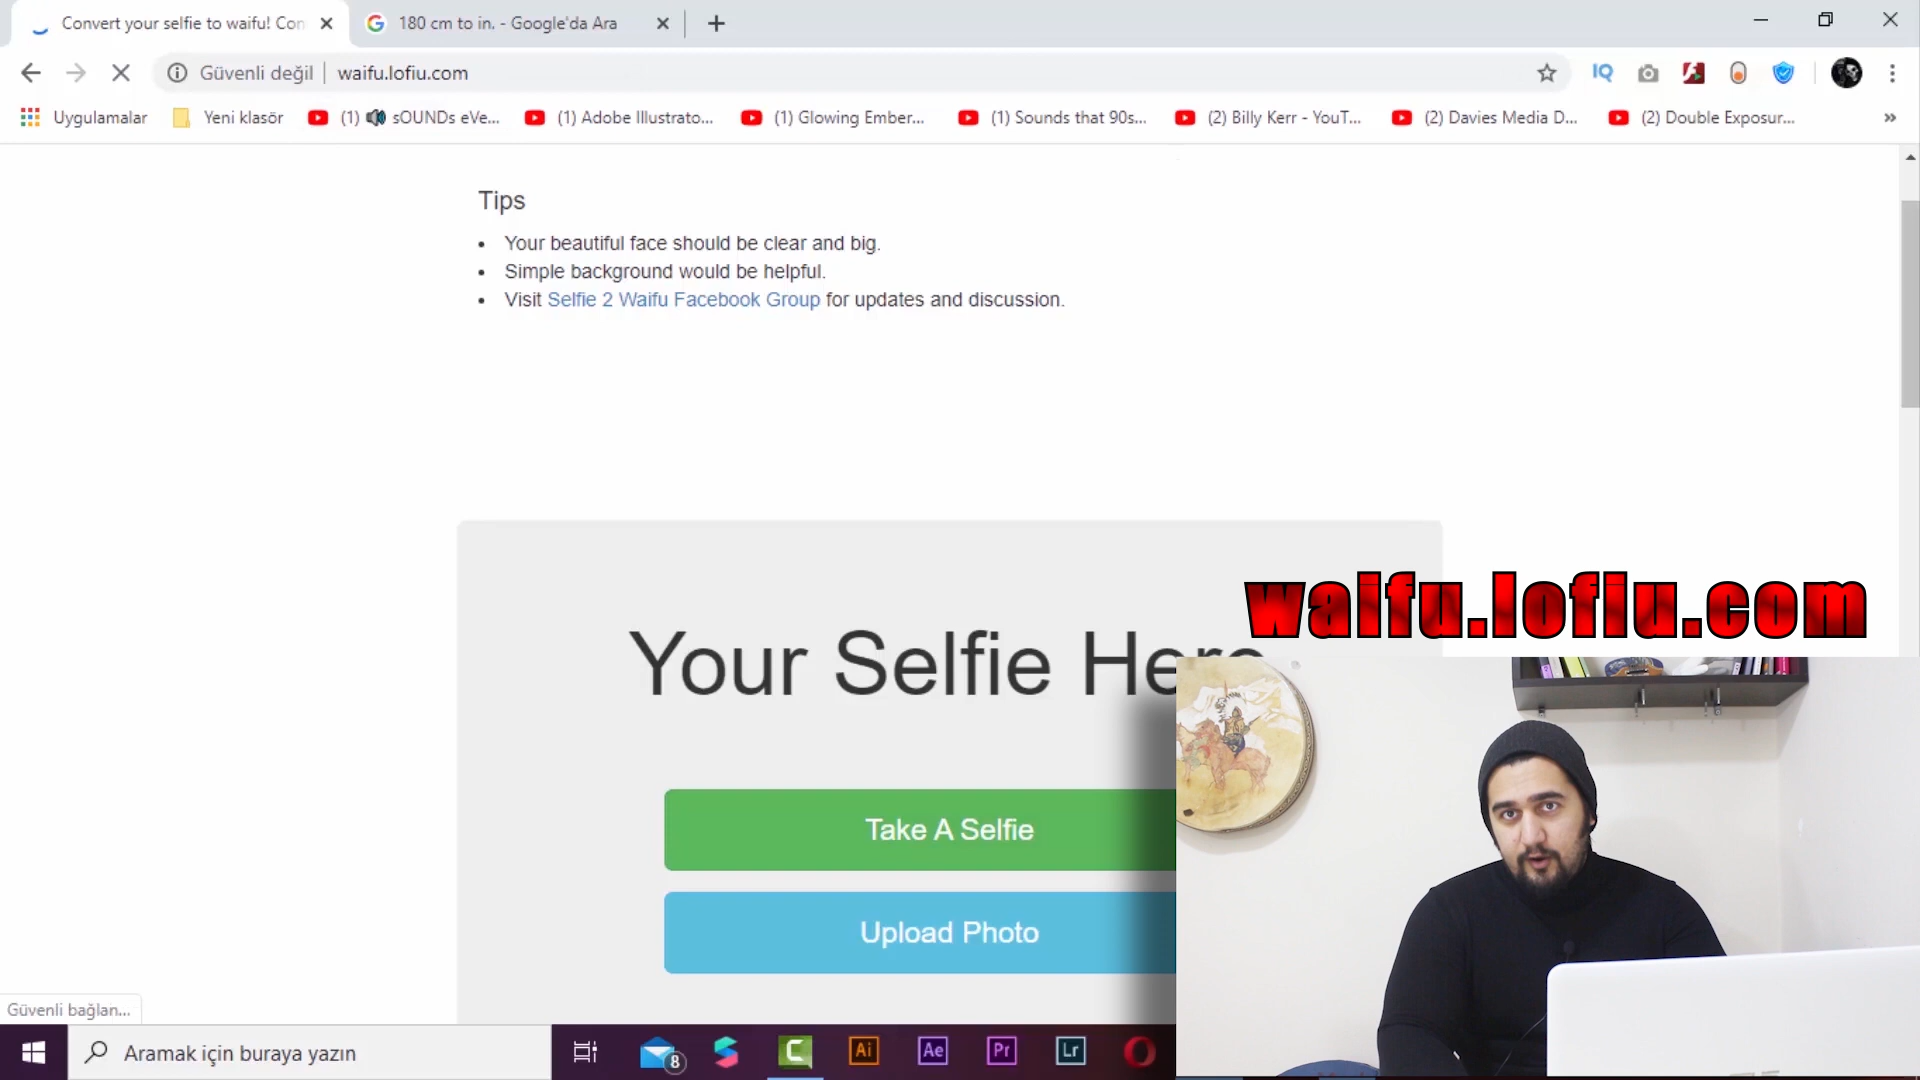 Convert your selfie to waifu! Con
180 cm to in. - Google'da Ara
Güvenli değil
waifu.lofiu.com
IQ
Uygulamalar
Yeni klasör
(1) 🔊 sOUNDs eVe...
(1) Adobe Illustrato...
(1) Glowing Ember...
(1) Sounds that 90s...
(2) Billy Kerr - YouT...
(2) Davies Media D...
(2) Double Exposur...
»
Tips
• Your beautiful face should be clear and big.
• Simple background would be helpful.
• Visit Selfie 2 Waifu Facebook Group for updates and discussion.
Your Selfie Here
waifu.lofiu.com
Take A Selfie
Upload Photo
Güvenli bağlan...
Aramak için buraya yazın
8
Ai
Ae
Pr
Lr